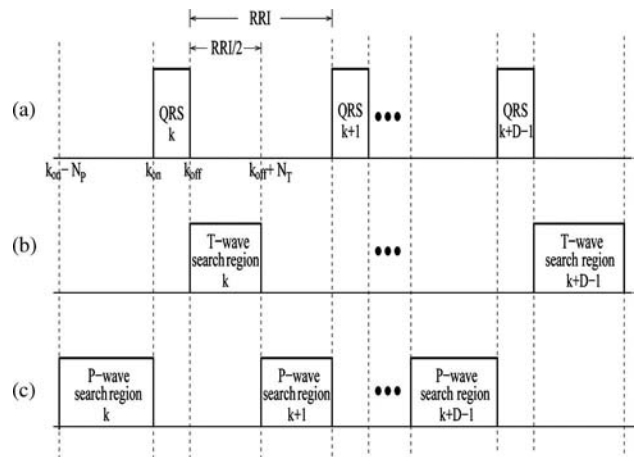 RRI
RRI/2
(a)
QRS
k
QRS
k+1
QRS
k+D−1
k_on − N_P
k_on
k_off
k_off + N_T
(b)
T−wave
search region
k
T−wave
search region
k+D−1
(c)
P−wave
search region
k
P−wave
search region
k+1
P−wave
search region
k+D−1